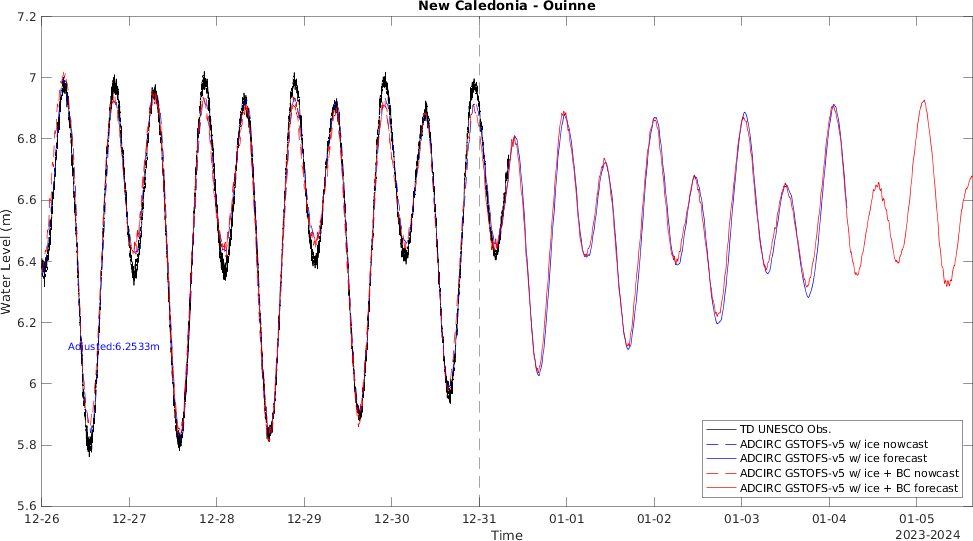 New Caledonia - Ouinne
7.2
7
6.8
6.6
6.4
6.2
6
5.8
5.6
Water Level (m)
Adjusted:6.2533m
TD UNESCO Obs.
ADCIRC GSTOFS-v5 w/ ice nowcast
ADCIRC GSTOFS-v5 w/ ice forecast
ADCIRC GSTOFS-v5 w/ ice + BC nowcast
ADCIRC GSTOFS-v5 w/ ice + BC forecast
12-26 12-27 12-28 12-29 12-30 12-31 01-01 01-02 01-03 01-04 01-05
Time
2023-2024